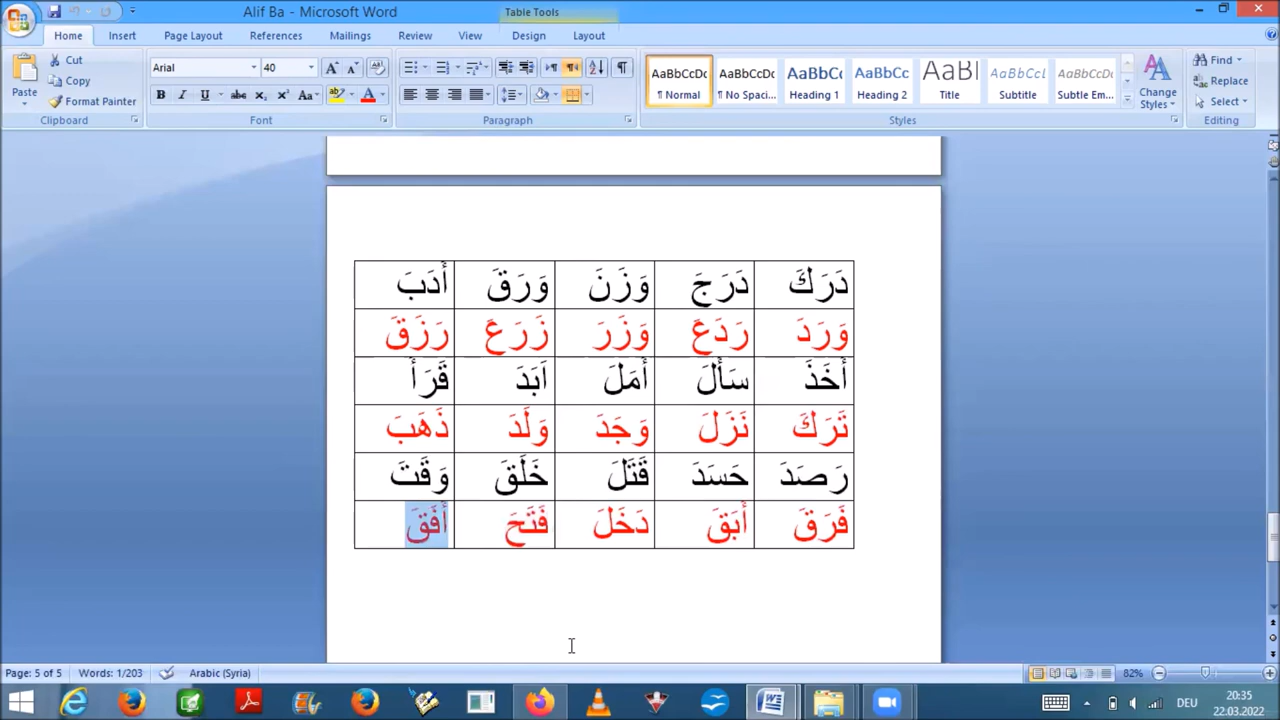 Alif Ba - Microsoft Word
Table Tools
Home Insert Page Layout References Mailings Review View Design Layout
Paste
Cut
Copy
Format Painter
Clipboard
Arial 40
Font
Paragraph
AaBbCcDc AaBbCcDc AaBbC AaBbCc AaBl AaBbCcL AaBbCcDc
¶ Normal ¶ No Spaci... Heading 1 Heading 2 Title Subtitle Subtle Em...
Change Styles
Styles
Find
Replace
Select
Editing
دَرَكَ دَرَجَ وَزَنَ وَرَقَ أَدَبَ
وَرَدَ رَدَعَ وَزَرَ زَرَعَ رَزَقَ
أَخَذَ سَأَلَ أَمَلَ اَبَدَ قَرَأ
تَرَكَ نَزَلَ وَجَدَ وَلَدَ ذَهَبَ
رَصَدَ حَسَدَ قَتَلَ خَلَقَ وَقَتَ
فَرَقَ أَبَقَ دَخَلَ فَتَحَ أَفَقَ
Page: 5 of 5 Words: 1/203 Arabic (Syria) 82%
DEU 20:35
22.03.2022